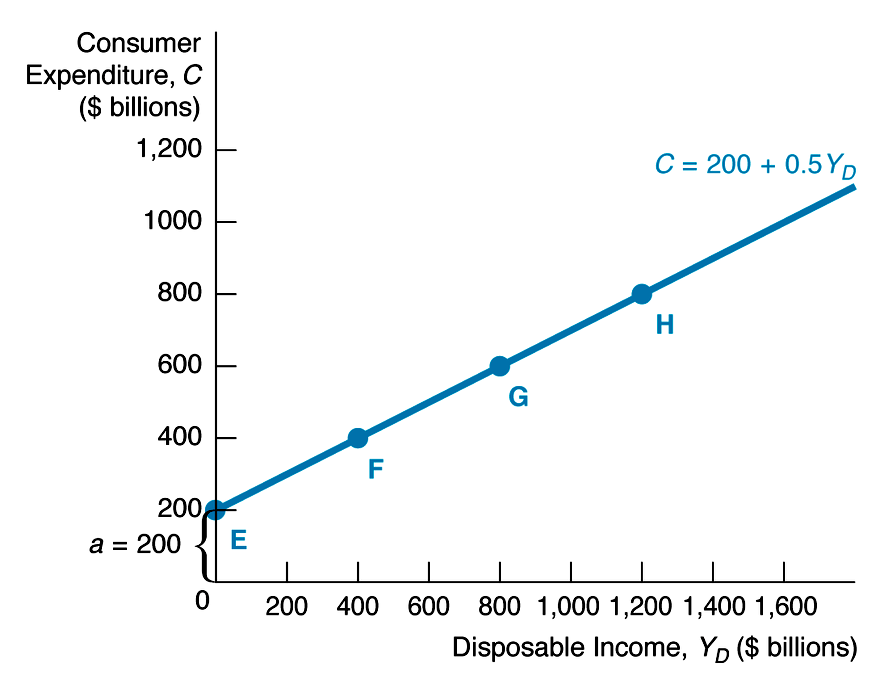 Consumer
Expenditure, C
($ billions)
1,200
C = 200 + 0.5YD
1000
800
H
600
G
400
F
200
E
a = 200
0
200 400 600 800 1,000 1,200 1,400 1,600
Disposable Income, YD ($ billions)